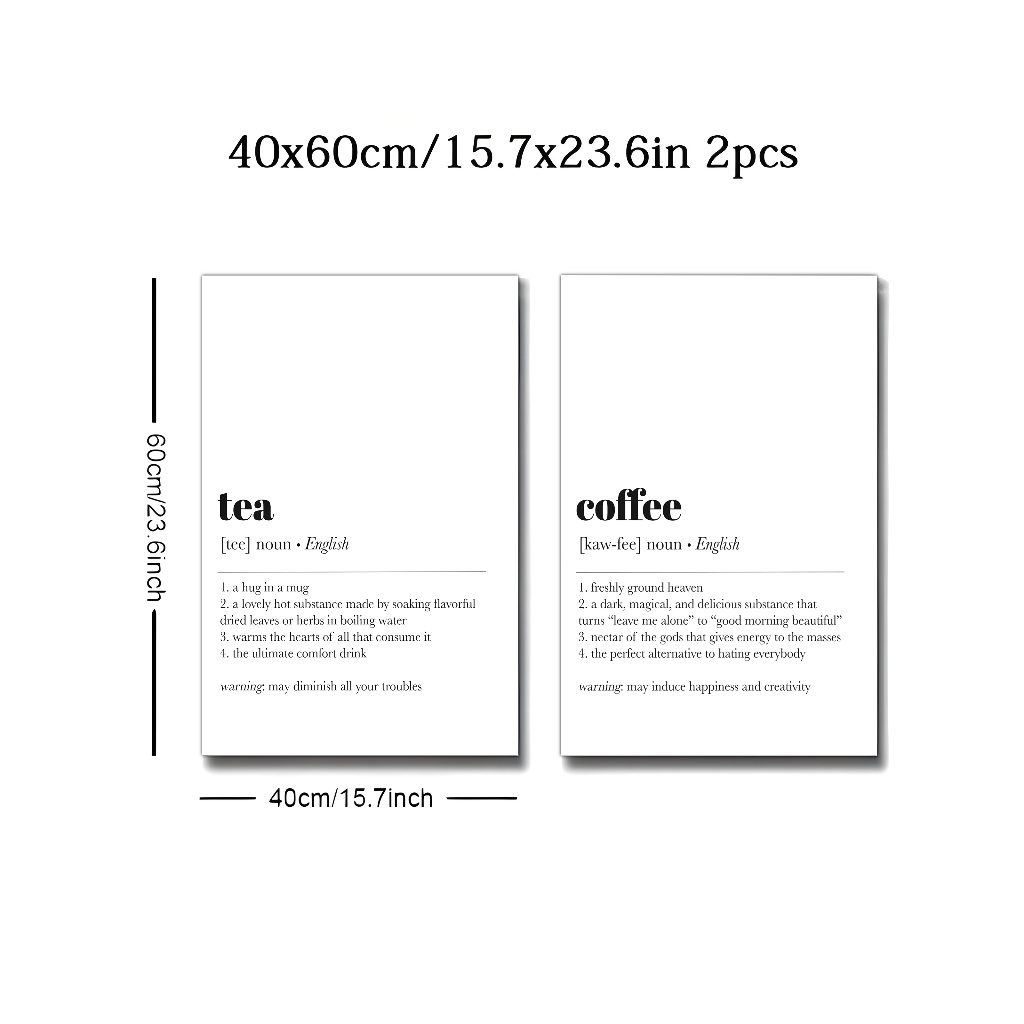 40x60cm/15.7x23.6in 2pcs
60cm/23.6inch
tea
[tee] noun • English
1. a hug in a mug
2. a lovely hot substance made by soaking flavorful
dried leaves or herbs in boiling water
3. warms the hearts of all that consume it
4. the ultimate comfort drink
warning: may diminish all your troubles
coffee
[kaw-fee] noun • English
1. freshly ground heaven
2. a dark, magical, and delicious substance that
turns “leave me alone” to “good morning beautiful”
3. nectar of the gods that gives energy to the masses
4. the perfect alternative to hating everybody
warning: may induce happiness and creativity
40cm/15.7inch